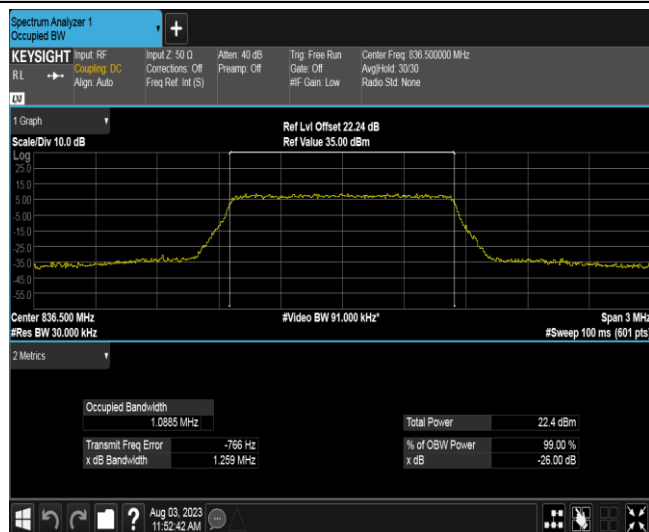 Spectrum Analyzer 1
Occupied BW
+
KEYSIGHT Input: RF Input Z: 50 Ω Atten: 40 dB Trig: Free Run Center Freq: 836.500000 MHz
RL Coupling: DC Corrections: Off Preamp: Off Gate: Off Avg|Hold: 30/30
Align: Auto Freq Ref: Int (S) #IF Gain: Low Radio Std: None
LXI
1 Graph
Ref Lvl Offset 22.24 dB
Scale/Div 10.0 dB Ref Value 35.00 dBm
Log
25.0
15.0
5.00
-5.00
-15.0
-25.0
-35.0
-45.0
-55.0
Center 836.500 MHz #Video BW 91.000 kHz* Span 3 MHz
#Res BW 30.000 kHz #Sweep 100 ms (601 pts)
2 Metrics
Occupied Bandwidth
1.0885 MHz Total Power 22.4 dBm
Transmit Freq Error -766 Hz % of OBW Power 99.00 %
x dB Bandwidth 1.259 MHz x dB -26.00 dB
? Aug 03, 2023
11:52:42 AM